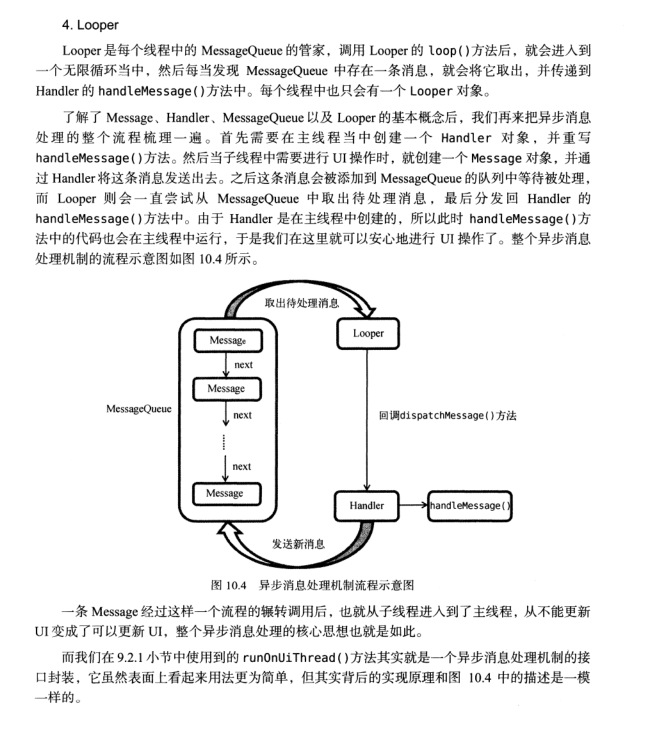 4. Looper
Looper 是每个线程中的 MessageQueue 的管家，调用 Looper 的 loop()方法后，就会进入到
一个无限循环当中，然后每当发现 MessageQueue 中存在一条消息，就会将它取出，并传递到
Handler 的 handleMessage()方法中。每个线程中也只会有一个 Looper 对象。
了解了 Message、Handler、MessageQueue 以及 Looper 的基本概念后，我们再来把异步消息
处理的整个流程梳理一遍。首先需要在主线程当中创建一个 Handler 对象，并重写
handleMessage()方法。然后当子线程中需要进行 UI 操作时，就创建一个 Message 对象，并通
过 Handler 将这条消息发送出去。之后这条消息会被添加到 MessageQueue 的队列中等待被处理，
而 Looper 则会一直尝试从 MessageQueue 中取出待处理消息，最后分发回 Handler 的
handleMessage()方法中。由于 Handler 是在主线程中创建的，所以此时 handleMessage()方
法中的代码也会在主线程中运行，于是我们在这里就可以安心地进行 UI 操作了。整个异步消息
处理机制的流程示意图如图 10.4 所示。
取出待处理消息
Message
Looper
next
Message
MessageQueue
next
回调dispatchMessage()方法
next
Message
Handler
handleMessage()
发送新消息
图 10.4 异步消息处理机制流程示意图
一条 Message 经过这样一个流程的辗转调用后，也就从子线程进入到了主线程，从不能更新
UI 变成了可以更新 UI，整个异步消息处理的核心思想也就是如此。
而我们在 9.2.1 小节中使用到的 runOnUiThread()方法其实就是一个异步消息处理机制的接
口封装，它虽然表面上看起来用法更为简单，但其实背后的实现原理和图 10.4 中的描述是一模
一样的。